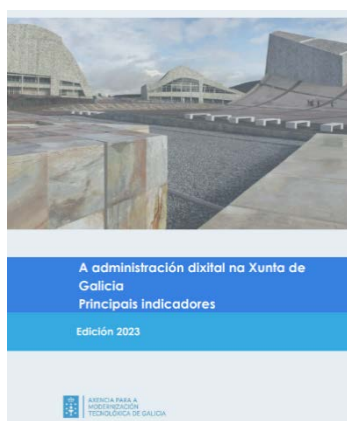 A administración dixital na Xunta de
Galicia
Principais indicadores
Edición 2023
AXENCIA PARA A
MODERNIZACIÓN
TECNOLÓXICA DE GALICIA